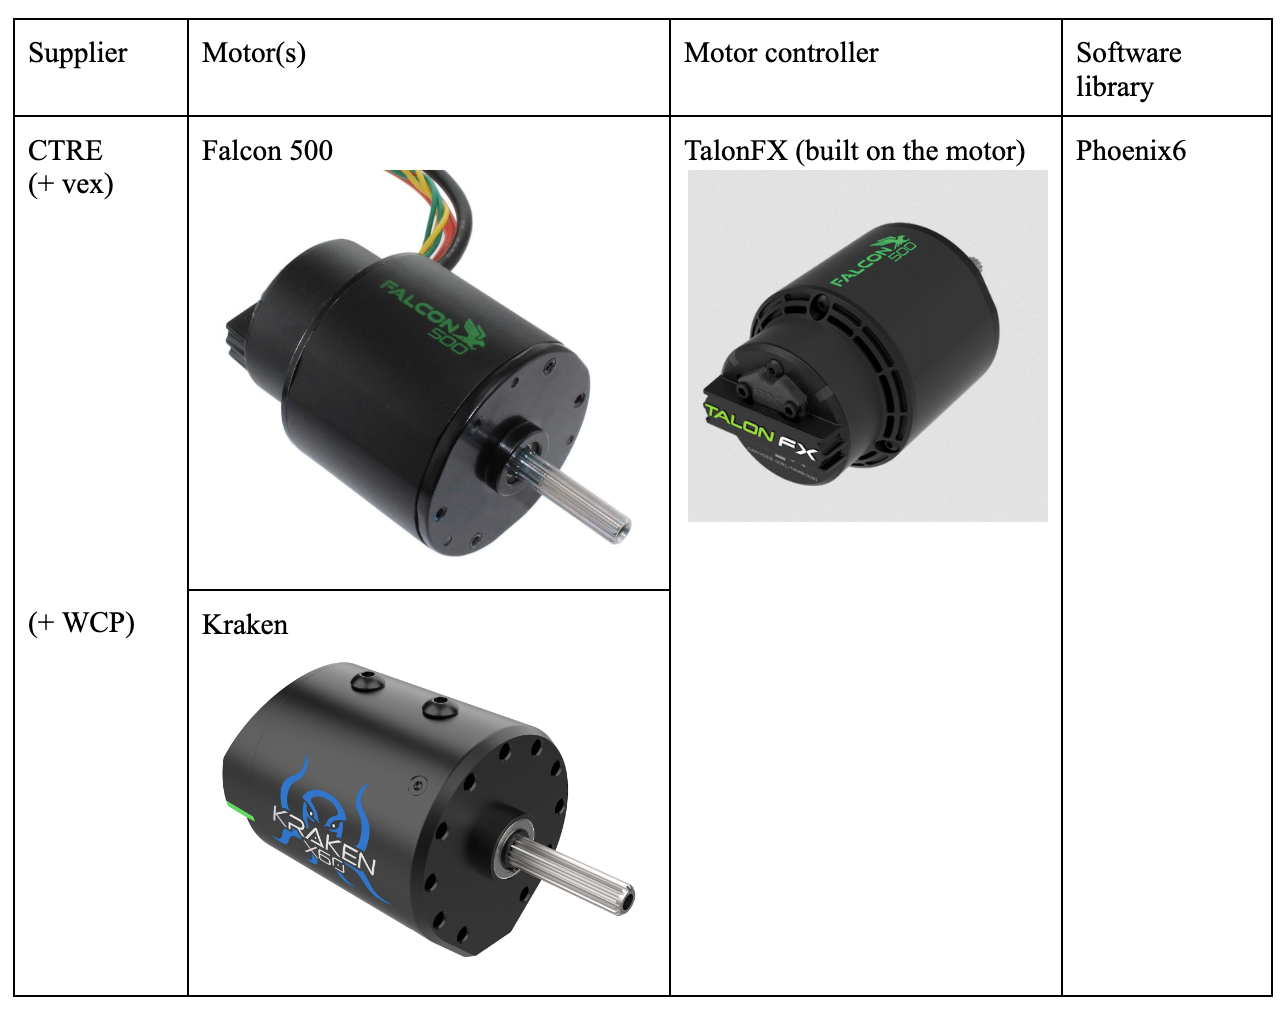 Supplier
Motor(s)
Motor controller
Software
library
CTRE
(+ vex)
Falcon 500
TalonFX (built on the motor)
Phoenix6
FALCON
500
FALCON
500
TALON FX
(+ WCP)
Kraken
KRAKEN
X60